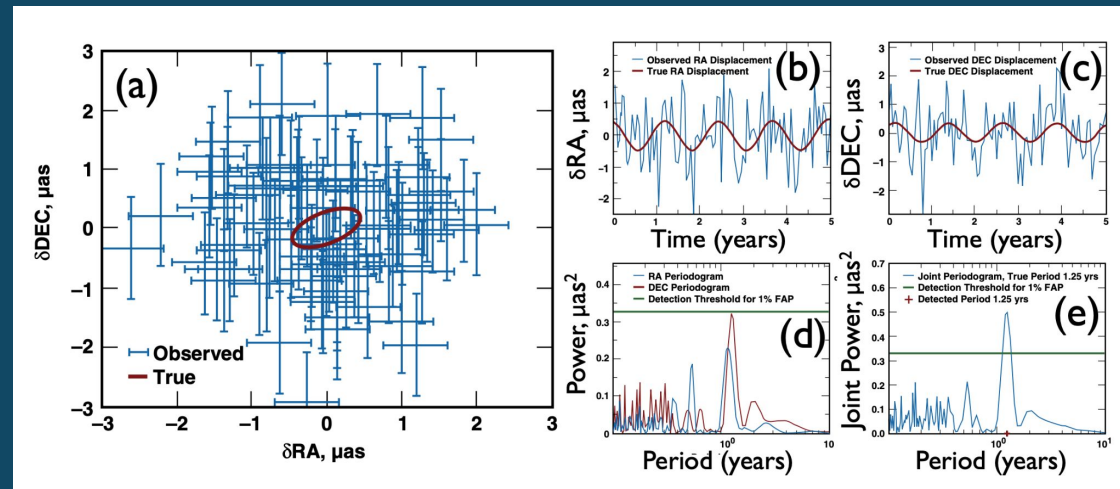 3
2
1
0
−1
−2
−3
−3
−2
−1
0
1
2
3
(a)
δDEC, μas
δRA, μas
Observed
True
2
1
0
-1
-2
0
1
2
3
4
5
Observed RA Displacement
True RA Displacement
(b)
δRA, μas
Time (years)
3
2
1
0
-1
-2
0
1
2
3
4
5
Observed DEC Displacement
True DEC Displacement
(c)
δDEC, μas
Time (years)
0.4
0.3
0.2
0.1
0
10⁰
10
RA Periodogram
DEC Periodogram
Detection Threshold for 1% FAP
(d)
Power, μas²
Period (years)
0.7
0.6
0.5
0.4
0.3
0.2
0.1
0.0
10⁰
10¹
Joint Periodogram, True Period 1.25 yrs
Detection Threshold for 1% FAP
Detected Period 1.25 yrs
(e)
Joint Power, μas²
Period (years)